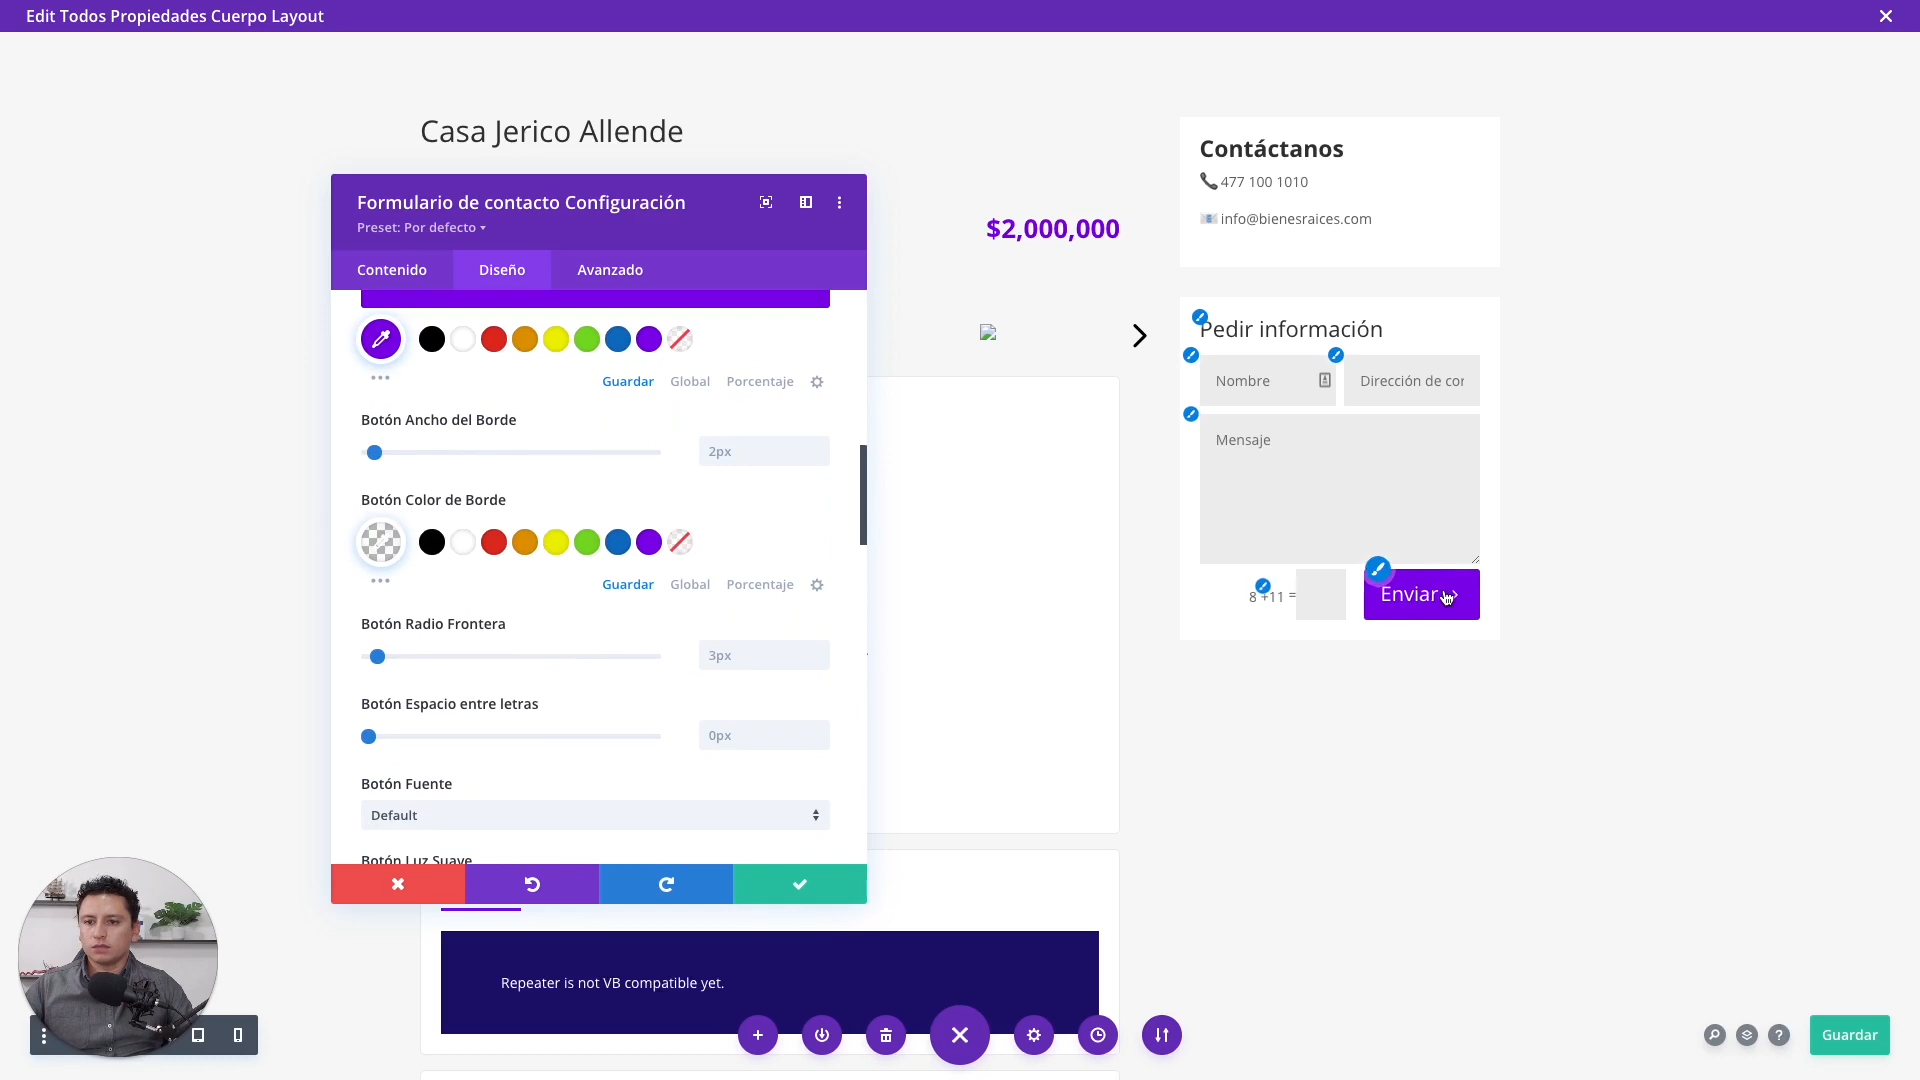 Edit Todos Propiedades Cuerpo Layout
Casa Jerico Allende
$2,000,000
Formulario de contacto Configuración
Preset: Por defecto
Contenido
Diseño
Avanzado
Guardar
Global
Porcentaje
Botón Ancho del Borde
2px
Botón Color de Borde
Guardar
Global
Porcentaje
Botón Radio Frontera
3px
Botón Espacio entre letras
0px
Botón Fuente
Default
Botón Luz Suave
Repeater is not VB compatible yet.
Contáctanos
477 100 1010
info@bienesraices.com
Pedir información
Nombre
Dirección de cor
Mensaje
8 +11 =
Enviar
?
Guardar